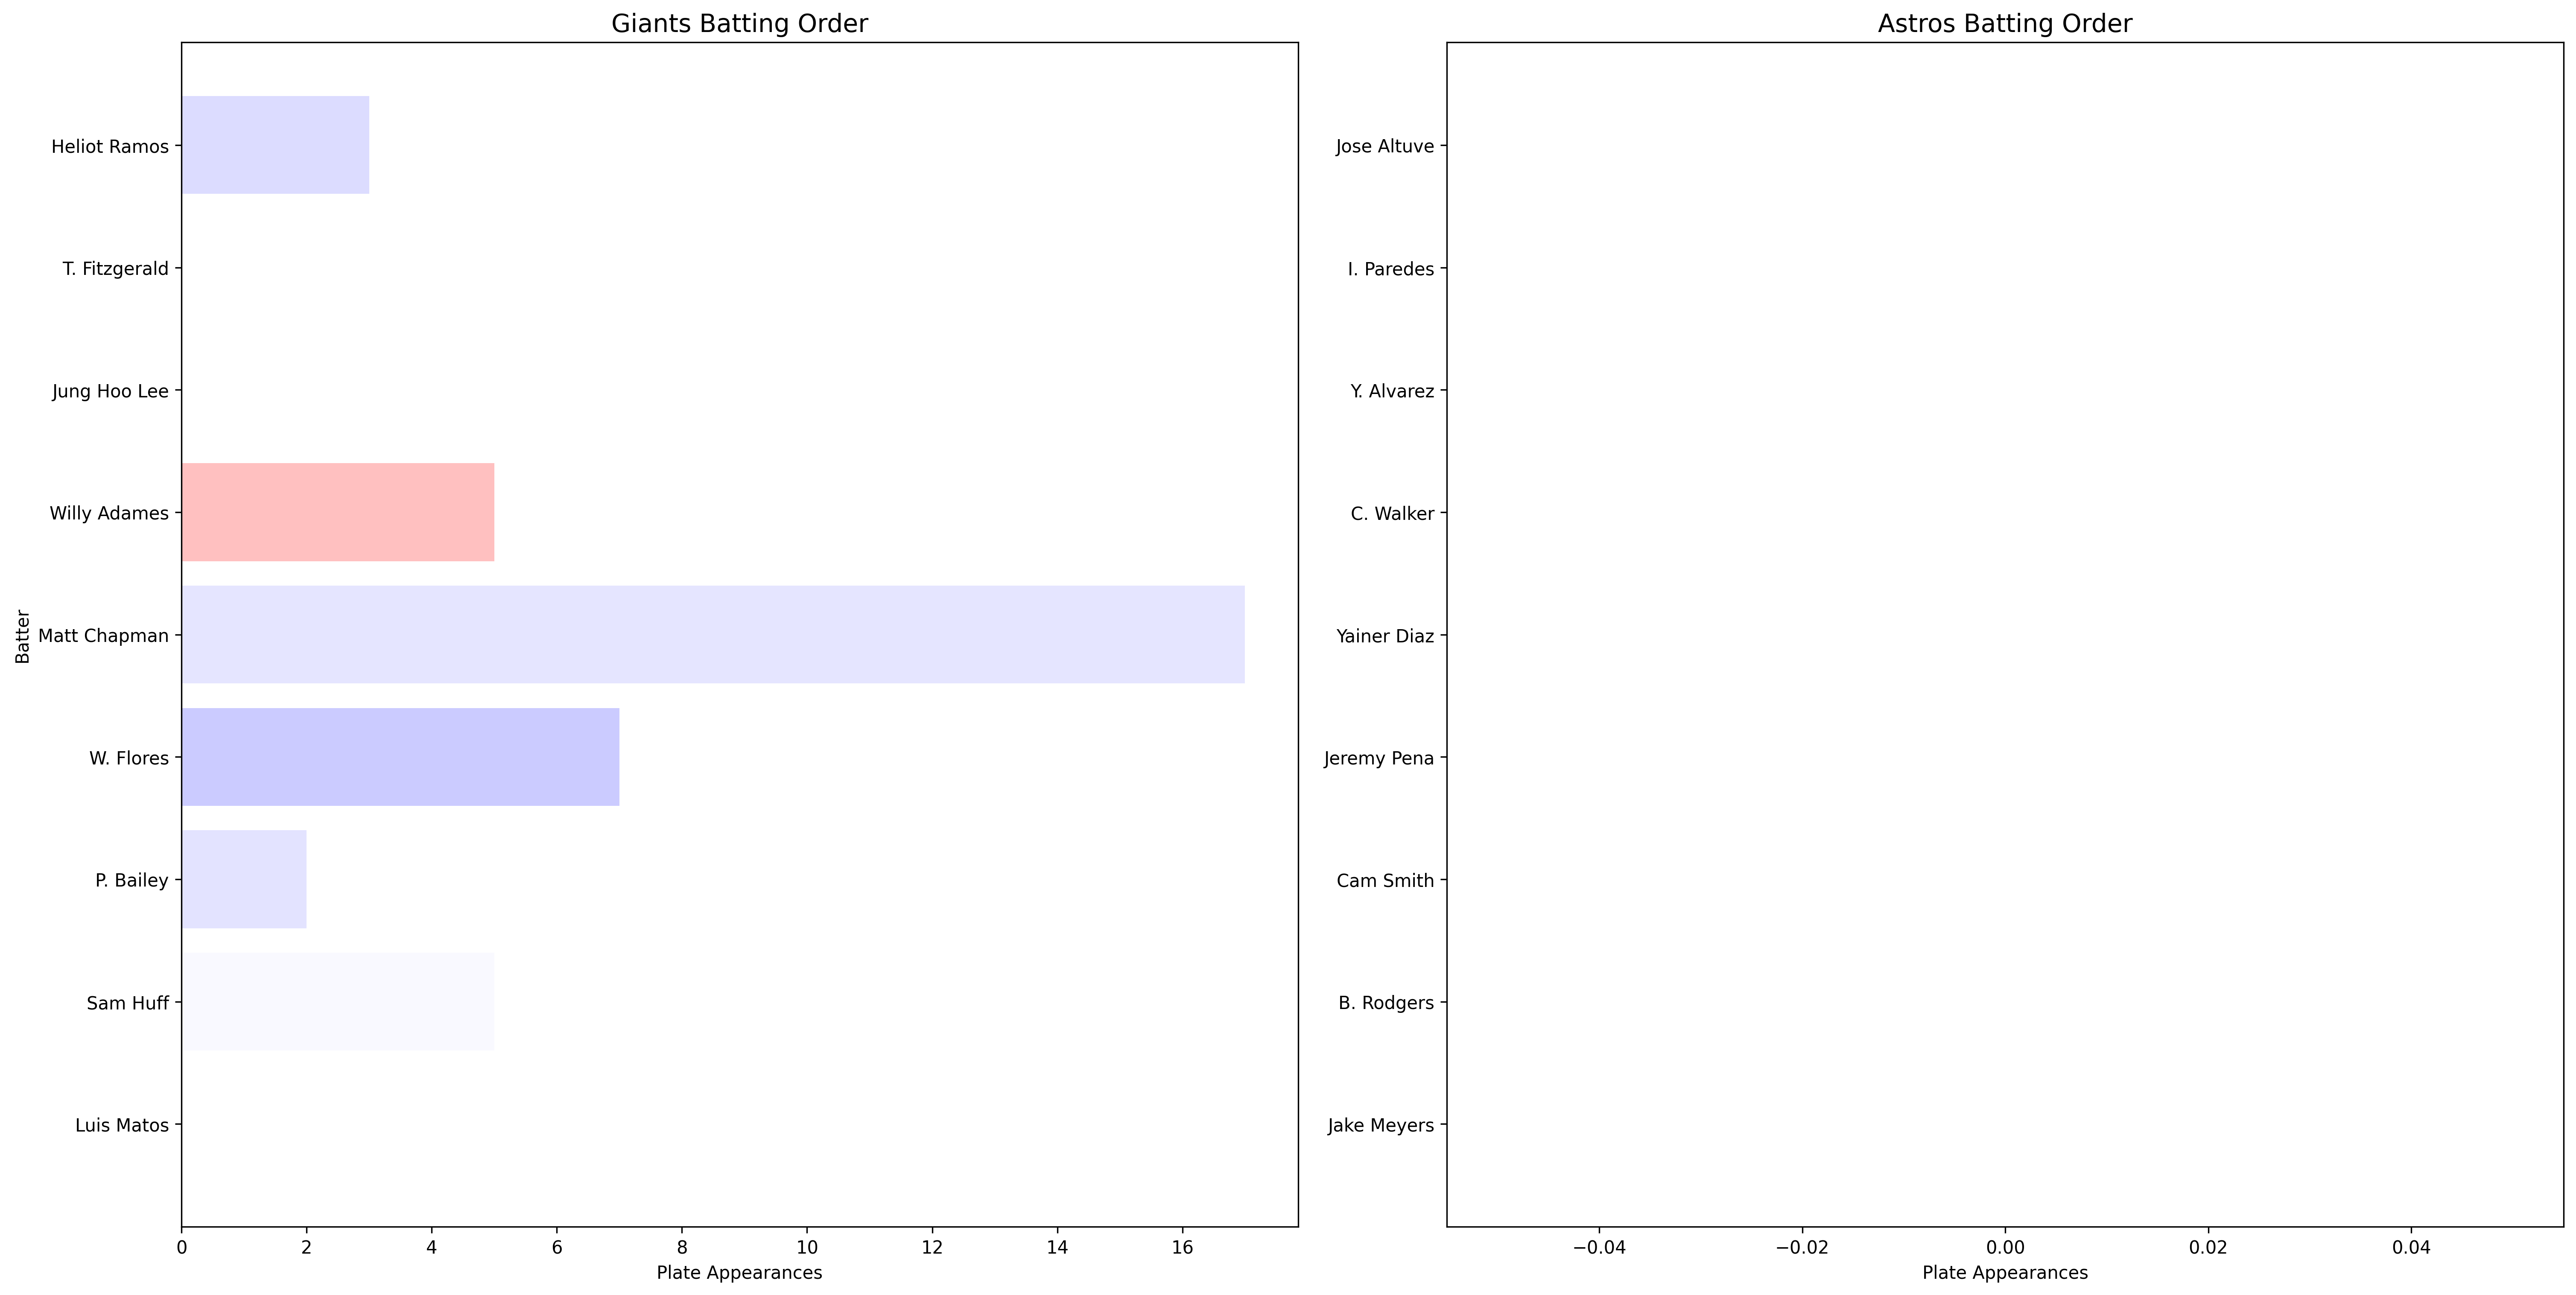 Giants Batting Order
Heliot Ramos
T. Fitzgerald
Jung Hoo Lee
Willy Adames
Matt Chapman
W. Flores
P. Bailey
Sam Huff
Luis Matos
Batter
0 2 4 6 8 10 12 14 16
Plate Appearances
Astros Batting Order
Jose Altuve
I. Paredes
Y. Alvarez
C. Walker
Yainer Diaz
Jeremy Pena
Cam Smith
B. Rodgers
Jake Meyers
−0.04 −0.02 0.00 0.02 0.04
Plate Appearances